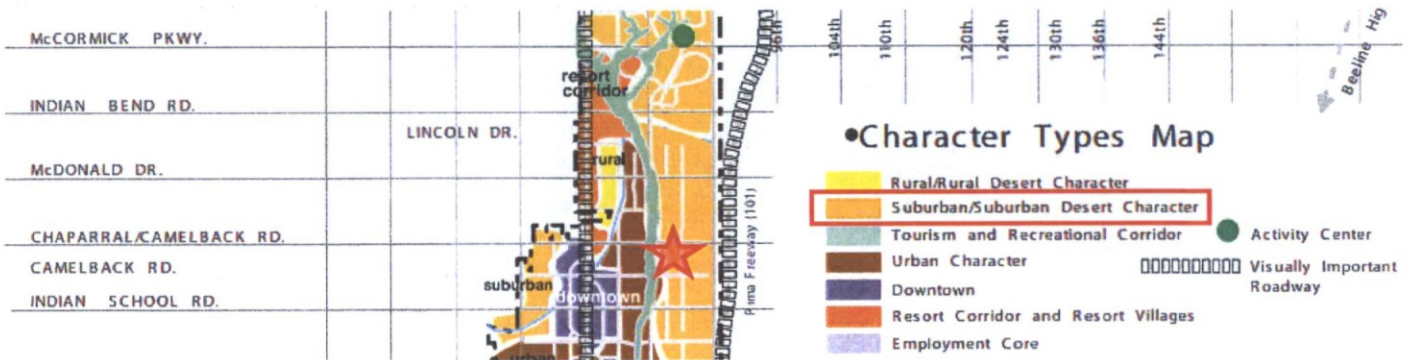 McCORMICK PKWY.
INDIAN BEND RD.
LINCOLN DR.
McDONALD DR.
CHAPARRAL/CAMELBACK RD.
CAMELBACK RD.
INDIAN SCHOOL RD.
resort
corridor
rural
suburban
downtown
urban
Pima Freeway (101)
96th
104th
110th
120th
124th
130th
136th
144th
Beeline Hig
•Character Types Map
Rural/Rural Desert Character
Suburban/Suburban Desert Character
Tourism and Recreational Corridor
Urban Character
Downtown
Resort Corridor and Resort Villages
Employment Core
Activity Center
Visually Important
Roadway